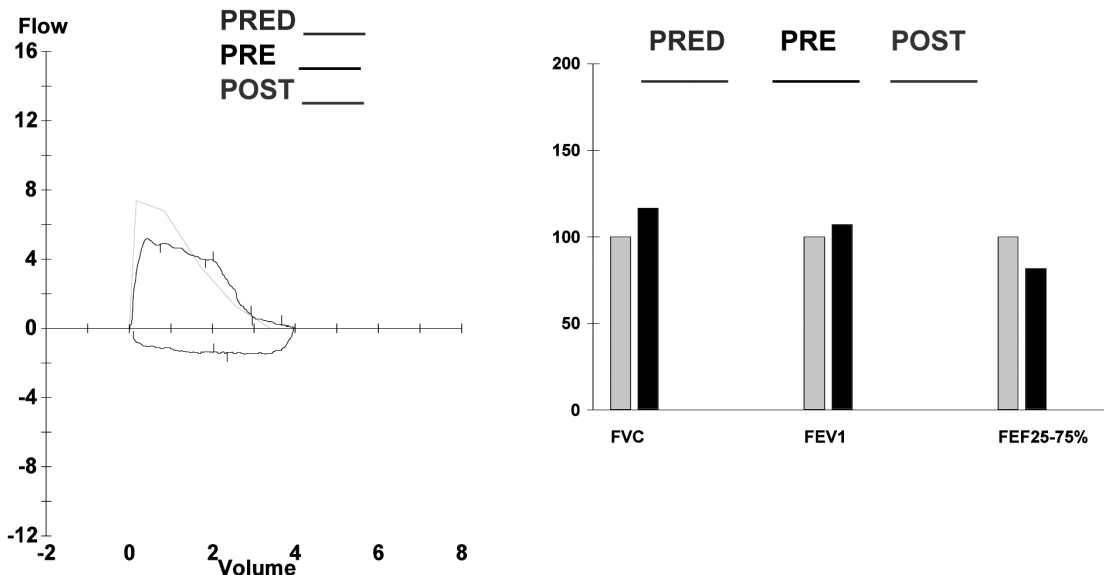 Flow
PRED
PRE
POST
16
12
8
4
0
-4
-8
-12
-2 0 2 4 6 8
Volume
PRED PRE POST
200
150
100
50
0
FVC FEV1 FEF25-75%